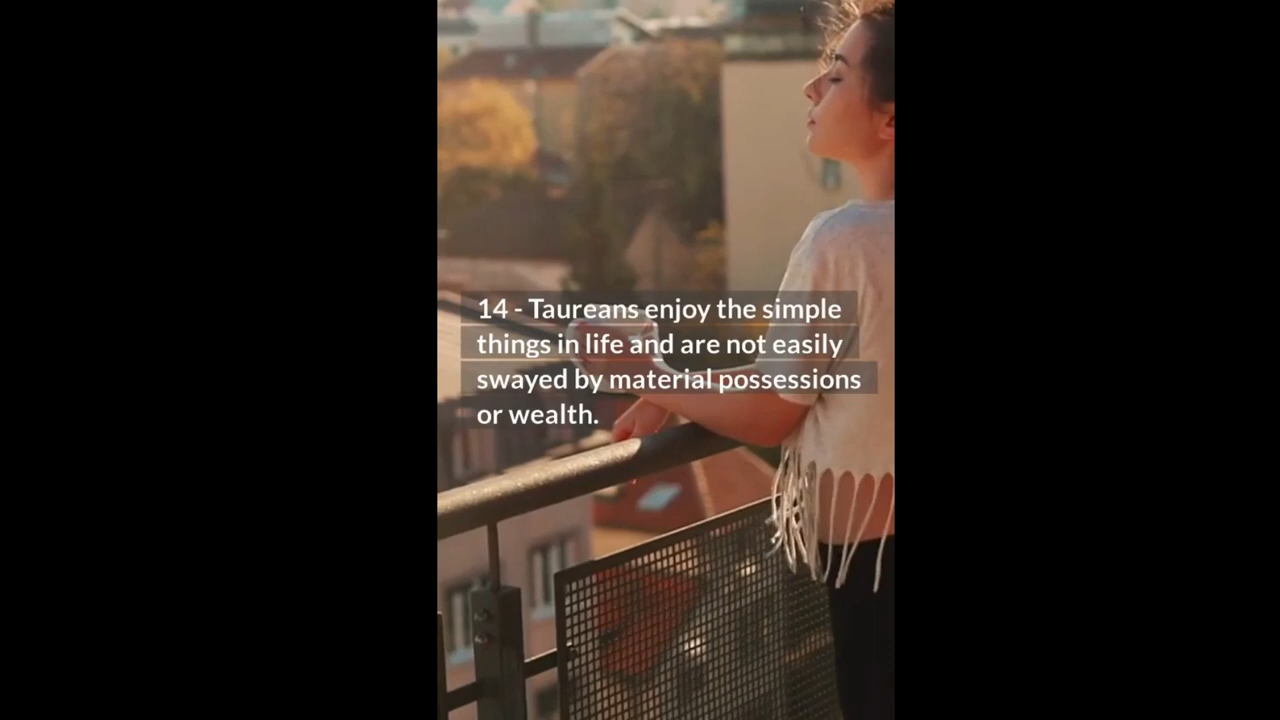 14 - Taureans enjoy the simple
things in life and are not easily
swayed by material possessions
or wealth.